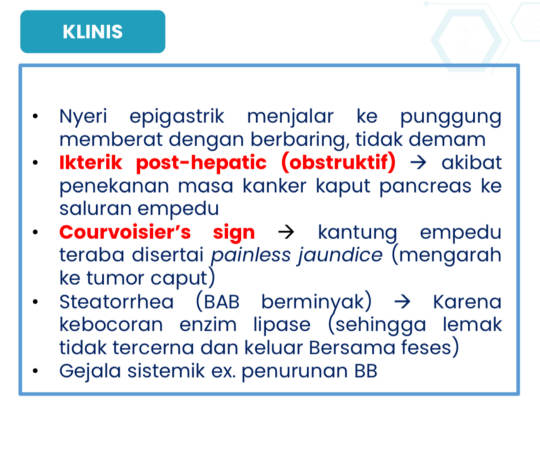 KLINIS
• Nyeri epigastrik menjalar ke punggung
memberat dengan berbaring, tidak demam
• Ikterik post-hepatic (obstruktif) → akibat
penekanan masa kanker kaput pancreas ke
saluran empedu
• Courvoisier’s sign → kantung empedu
teraba disertai painless jaundice (mengarah
ke tumor caput)
• Steatorrhea (BAB berminyak) → Karena
kebocoran enzim lipase (sehingga lemak
tidak tercerna dan keluar Bersama feses)
• Gejala sistemik ex. penurunan BB